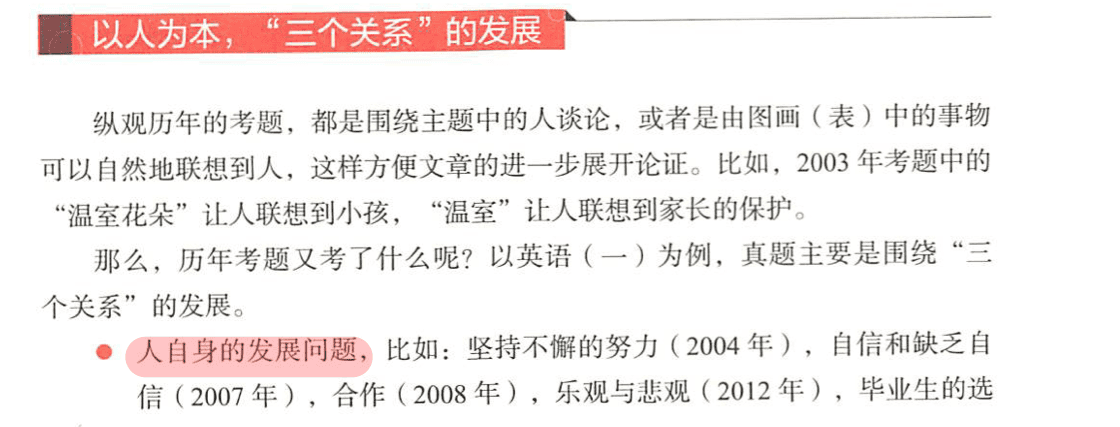 以人为本，“三个关系”的发展
纵观历年的考题，都是围绕主题中的人谈论，或者是由图画（表）中的事物
可以自然地联想到人，这样方便文章的进一步展开论证。比如，2003 年考题中的
“温室花朵”让人联想到小孩，“温室”让人联想到家长的保护。
那么，历年考题又考了什么呢？以英语（一）为例，真题主要是围绕“三
个关系”的发展。
● 人自身的发展问题，比如：坚持不懈的努力（2004 年），自信和缺乏自
信（2007 年），合作（2008 年），乐观与悲观（2012 年），毕业生的选